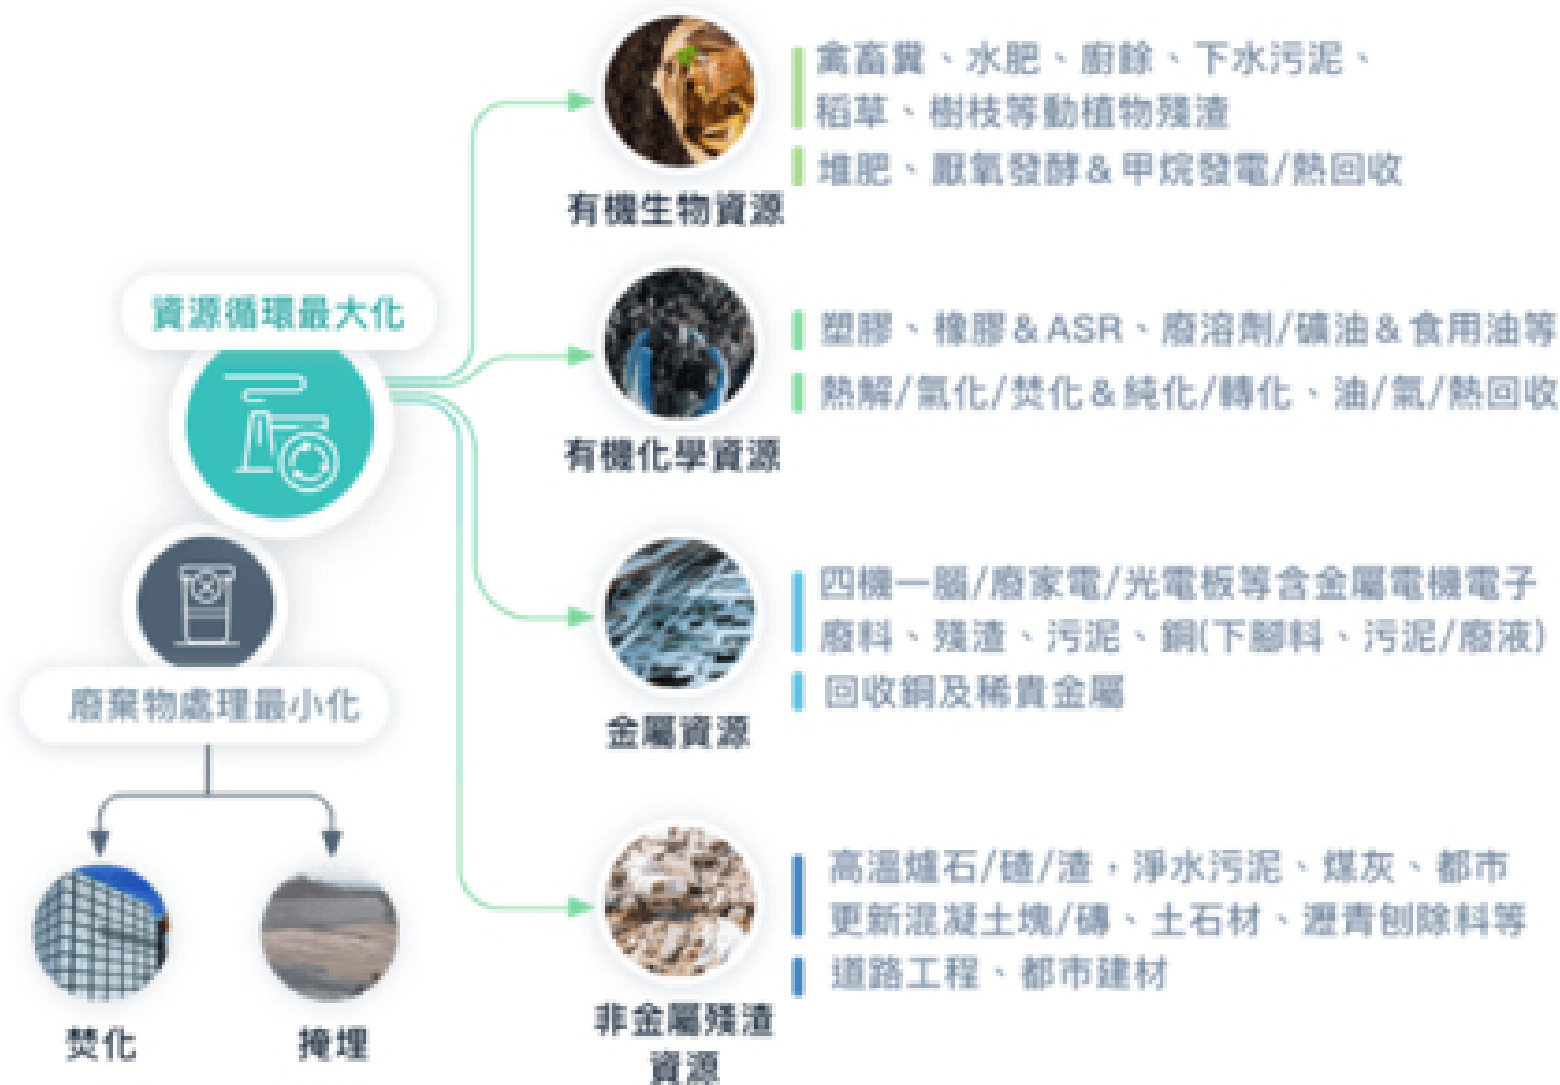 資源循環最大化
廢棄物處理最小化
焚化
掩埋
有機生物資源
禽畜糞、水肥、廚餘、下水污泥、
稻草、樹枝等動植物殘渣
堆肥、厭氧發酵&甲烷發電/熱回收
有機化學資源
塑膠、橡膠&ASR、廢溶劑/礦油&食用油等
熱解/氣化/焚化&純化/轉化、油/氣/熱回收
金屬資源
四機一腦/廢家電/光電板等含金屬電機電子
廢料、殘渣、污泥、銅(下腳料、污泥/廢液)
回收銅及稀貴金屬
非金屬殘渣
資源
高溫爐石/碴/渣，淨水污泥、煤灰、都市
更新混凝土塊/磚、土石材、瀝青刨除料等
道路工程、都市建材